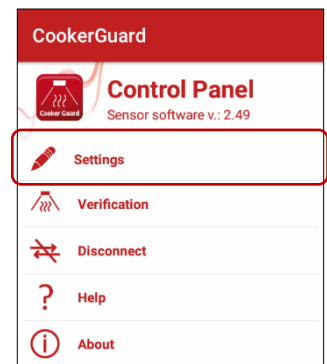 CookerGuard
Control Panel
Cooker Guard
Sensor software v.: 2.49
Settings
Verification
Disconnect
Help
About